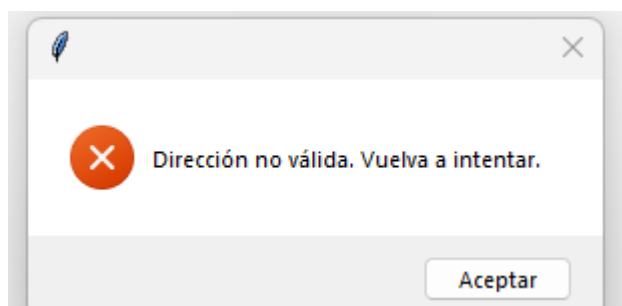 Dirección no válida. Vuelva a intentar.
Aceptar